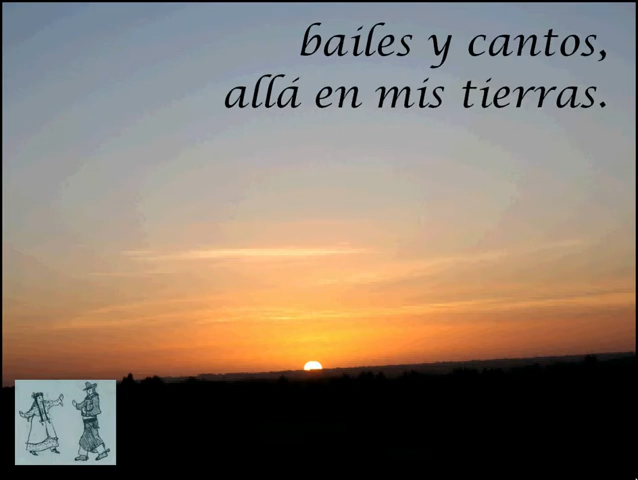 bailes y cantos,
allá en mis tierras.